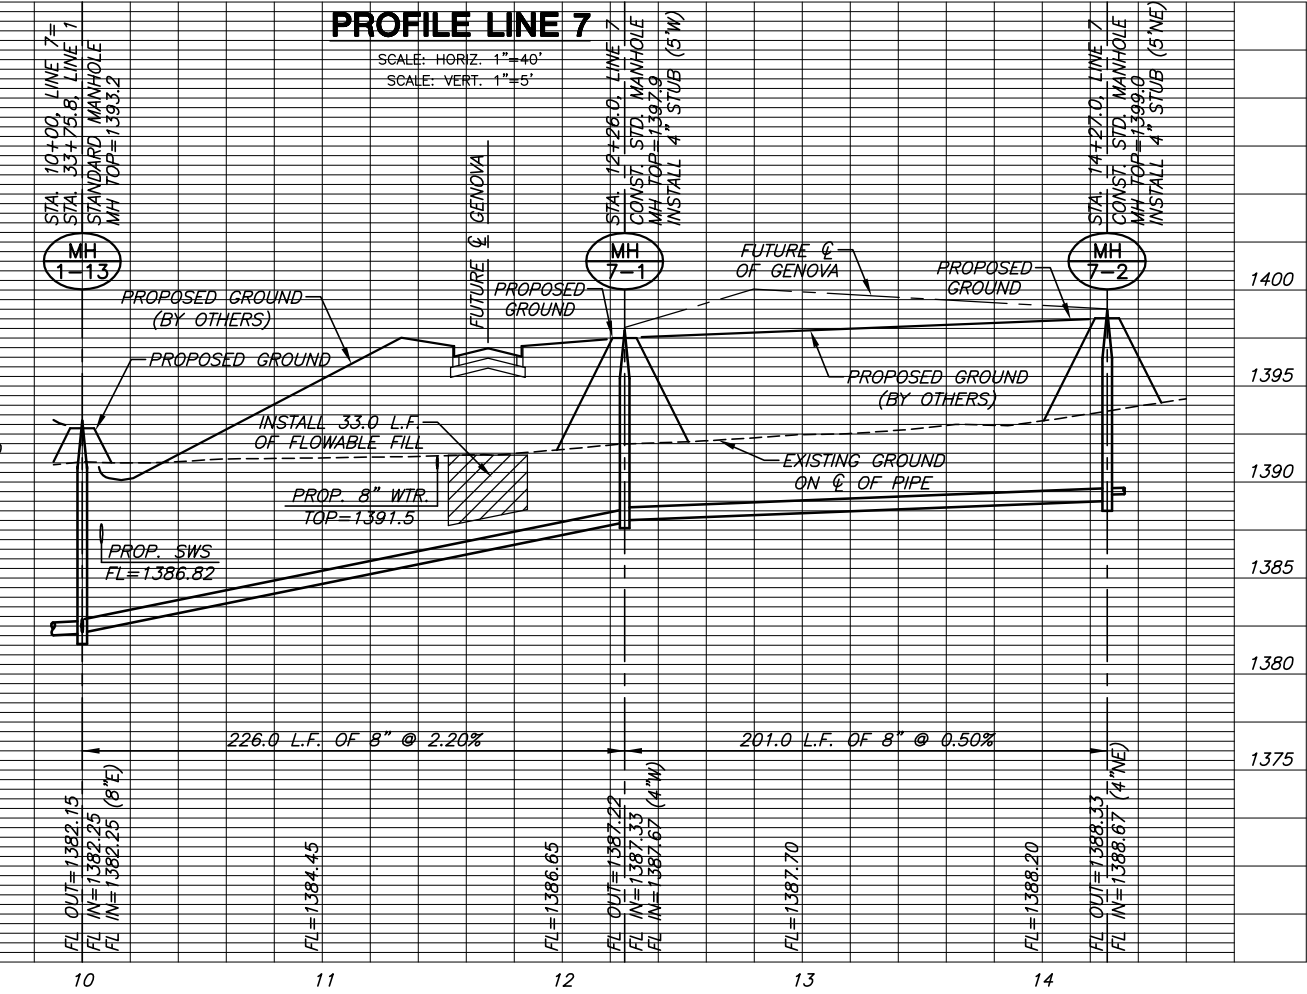 PROFILE LINE 7
SCALE: HORIZ. 1"=40'
SCALE: VERT. 1"=5'
STA. 10+00, LINE 7=
STA. 33+75.8, LINE 1
STANDARD MANHOLE
MH TOP=1393.2
MH
1-13
FUTURE ℄ GENOVA
STA. 12+26.0, LINE 7
CONST. STD. MANHOLE
MH TOP=1397.9
INSTALL 4" STUB (5'W)
MH
7-1
STA. 14+27.0, LINE 7
CONST. STD. MANHOLE
MH TOP=1399.0
INSTALL 4" STUB (5'NE)
MH
7-2
PROPOSED GROUND
(BY OTHERS)
PROPOSED GROUND
PROPOSED
GROUND
FUTURE ℄
OF GENOVA
PROPOSED
GROUND
PROPOSED GROUND
(BY OTHERS)
INSTALL 33.0 L.F.
OF FLOWABLE FILL
EXISTING GROUND
ON ℄ OF PIPE
PROP. 8" WTR.
TOP=1391.5
PROP. SWS
FL=1386.82
1400
1395
1390
1385
1380
1375
226.0 L.F. OF 8" @ 2.20%
201.0 L.F. OF 8" @ 0.50%
FL OUT=1382.15
FL IN=1382.25
FL IN=1382.25 (8"E)
FL=1384.45
FL=1386.65
FL OUT=1387.22
FL IN=1387.33
FL IN=1387.67 (4"W)
FL=1387.70
FL=1388.20
FL OUT=1388.33
FL IN=1388.67 (4"NE)
10
11
12
13
14